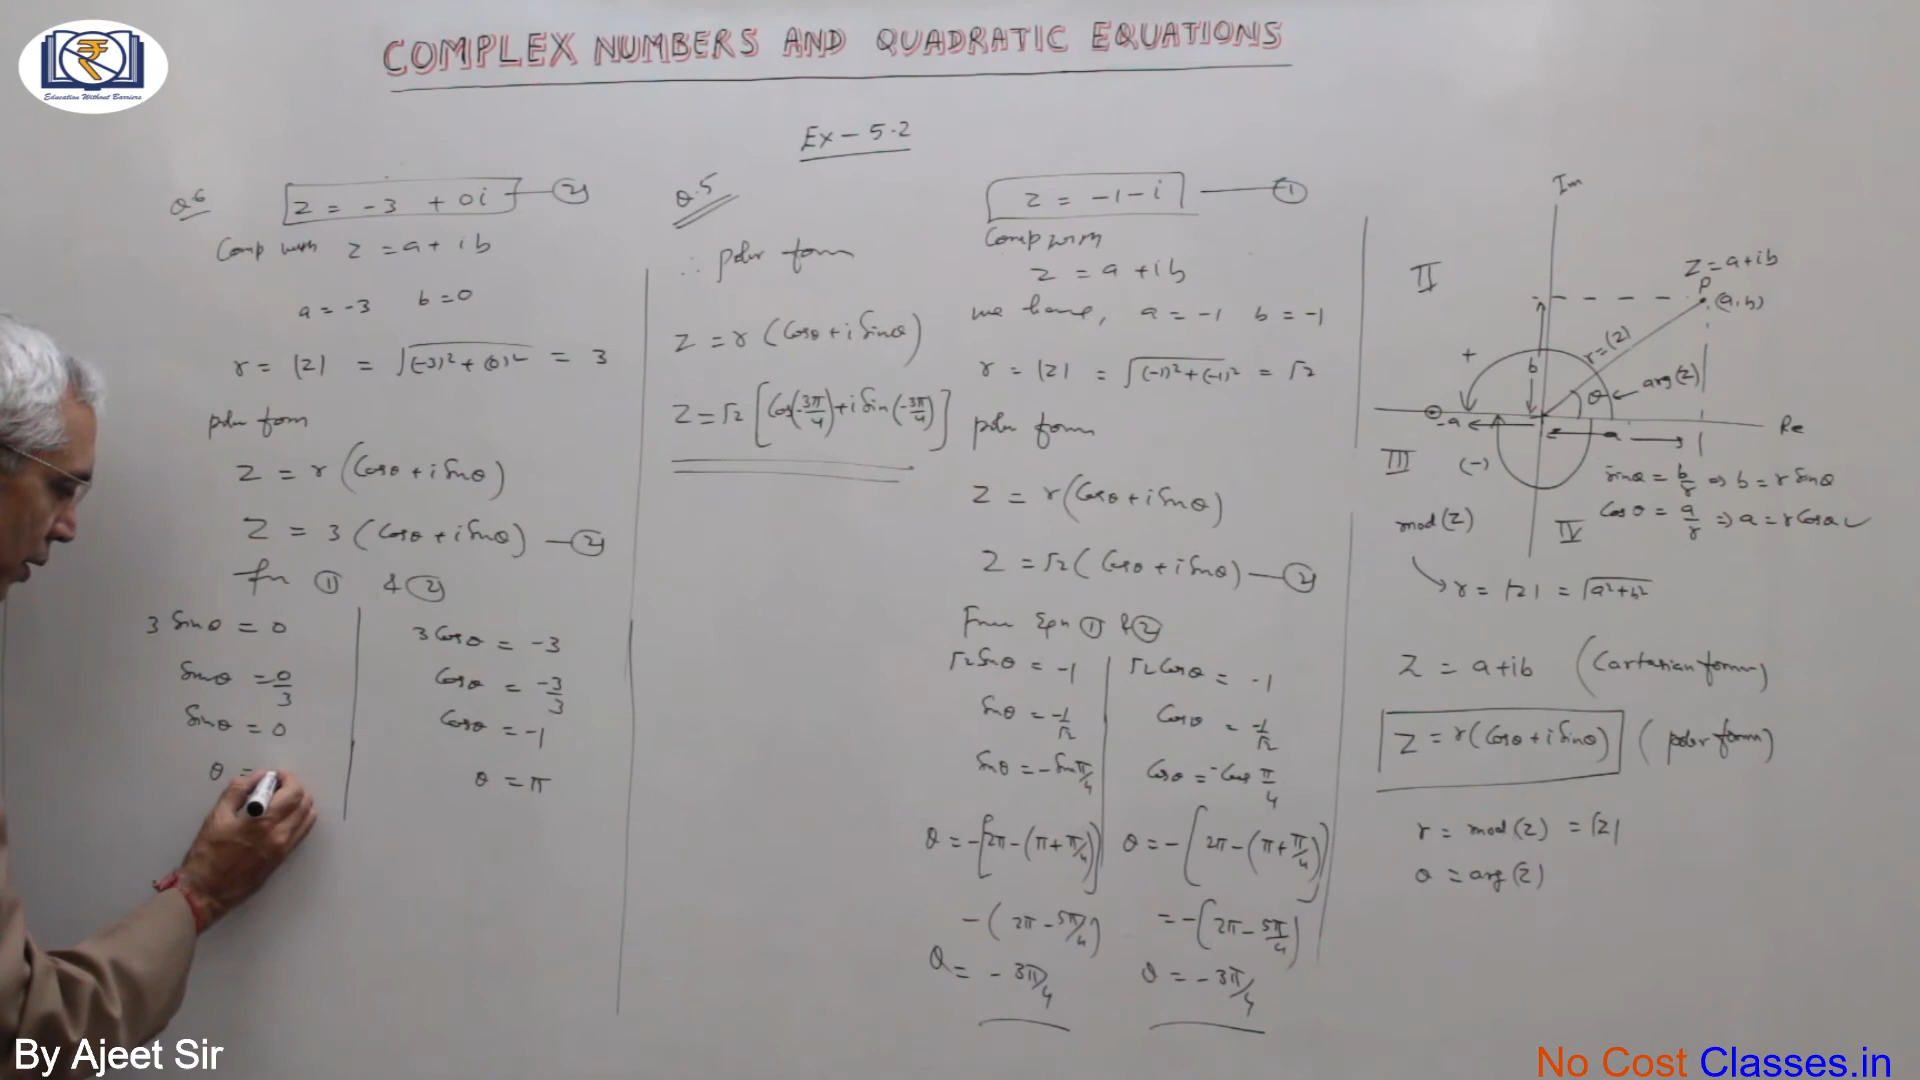 Education Without Barriers
COMPLEX NUMBERS AND QUADRATIC EQUATIONS
Ex – 5.2
Q6
z = -3 + 0i — ②
Comp with z = a + ib
a = -3 b = 0
r = |z| = √(-3)² + (0)² = 3
polar form
z = r (Cosθ + i Sinθ)
z = 3 (Cosθ + i Sinθ) — ②
① & ②
3 Sinθ = 0
Sinθ = 0/3
Sinθ = 0
θ =
3 Cosθ = -3
Cosθ = -3/3
Cosθ = -1
θ = π
Q.5
∴ polar form
z = r (Cosθ + i Sinθ)
z = √2 [Cos(-3π/4) + i Sin(-3π/4)]
z = -1 - i — ①
Comp with
z = a + ib
we have, a = -1 b = -1
r = |z| = √(-1)² + (-1)² = √2
polar form
z = r (Cosθ + i Sinθ)
z = √2 (Cosθ + i Sinθ) — ②
From Eqn ① & ②
√2 Sinθ = -1
Sinθ = -1/√2
Sinθ = -Sin π/4
θ = -[2π - (π + π/4)]
-(2π - 5π/4)
θ = -3π/4
√2 Cosθ = -1
Cosθ = -1/√2
Cosθ = -Cos π/4
θ = -[2π - (π + π/4)]
= -(2π - 5π/4)
θ = -3π/4
Im
II
z = a + ib
P
(a, b)
r = (z)
+
b
θ
arg(z)
-a
a
Re
III
(-)
IV
Sinθ = b/r ⇒ b = r Sinθ
Cosθ = a/r ⇒ a = r Cosθ
mod (z)
r = |z| = √a² + b²
z = a + ib (Cartesian form)
z = r (Cosθ + i Sinθ) (polar form)
r = mod (z) = |z|
θ = arg (z)
By Ajeet Sir
No Cost Classes.in